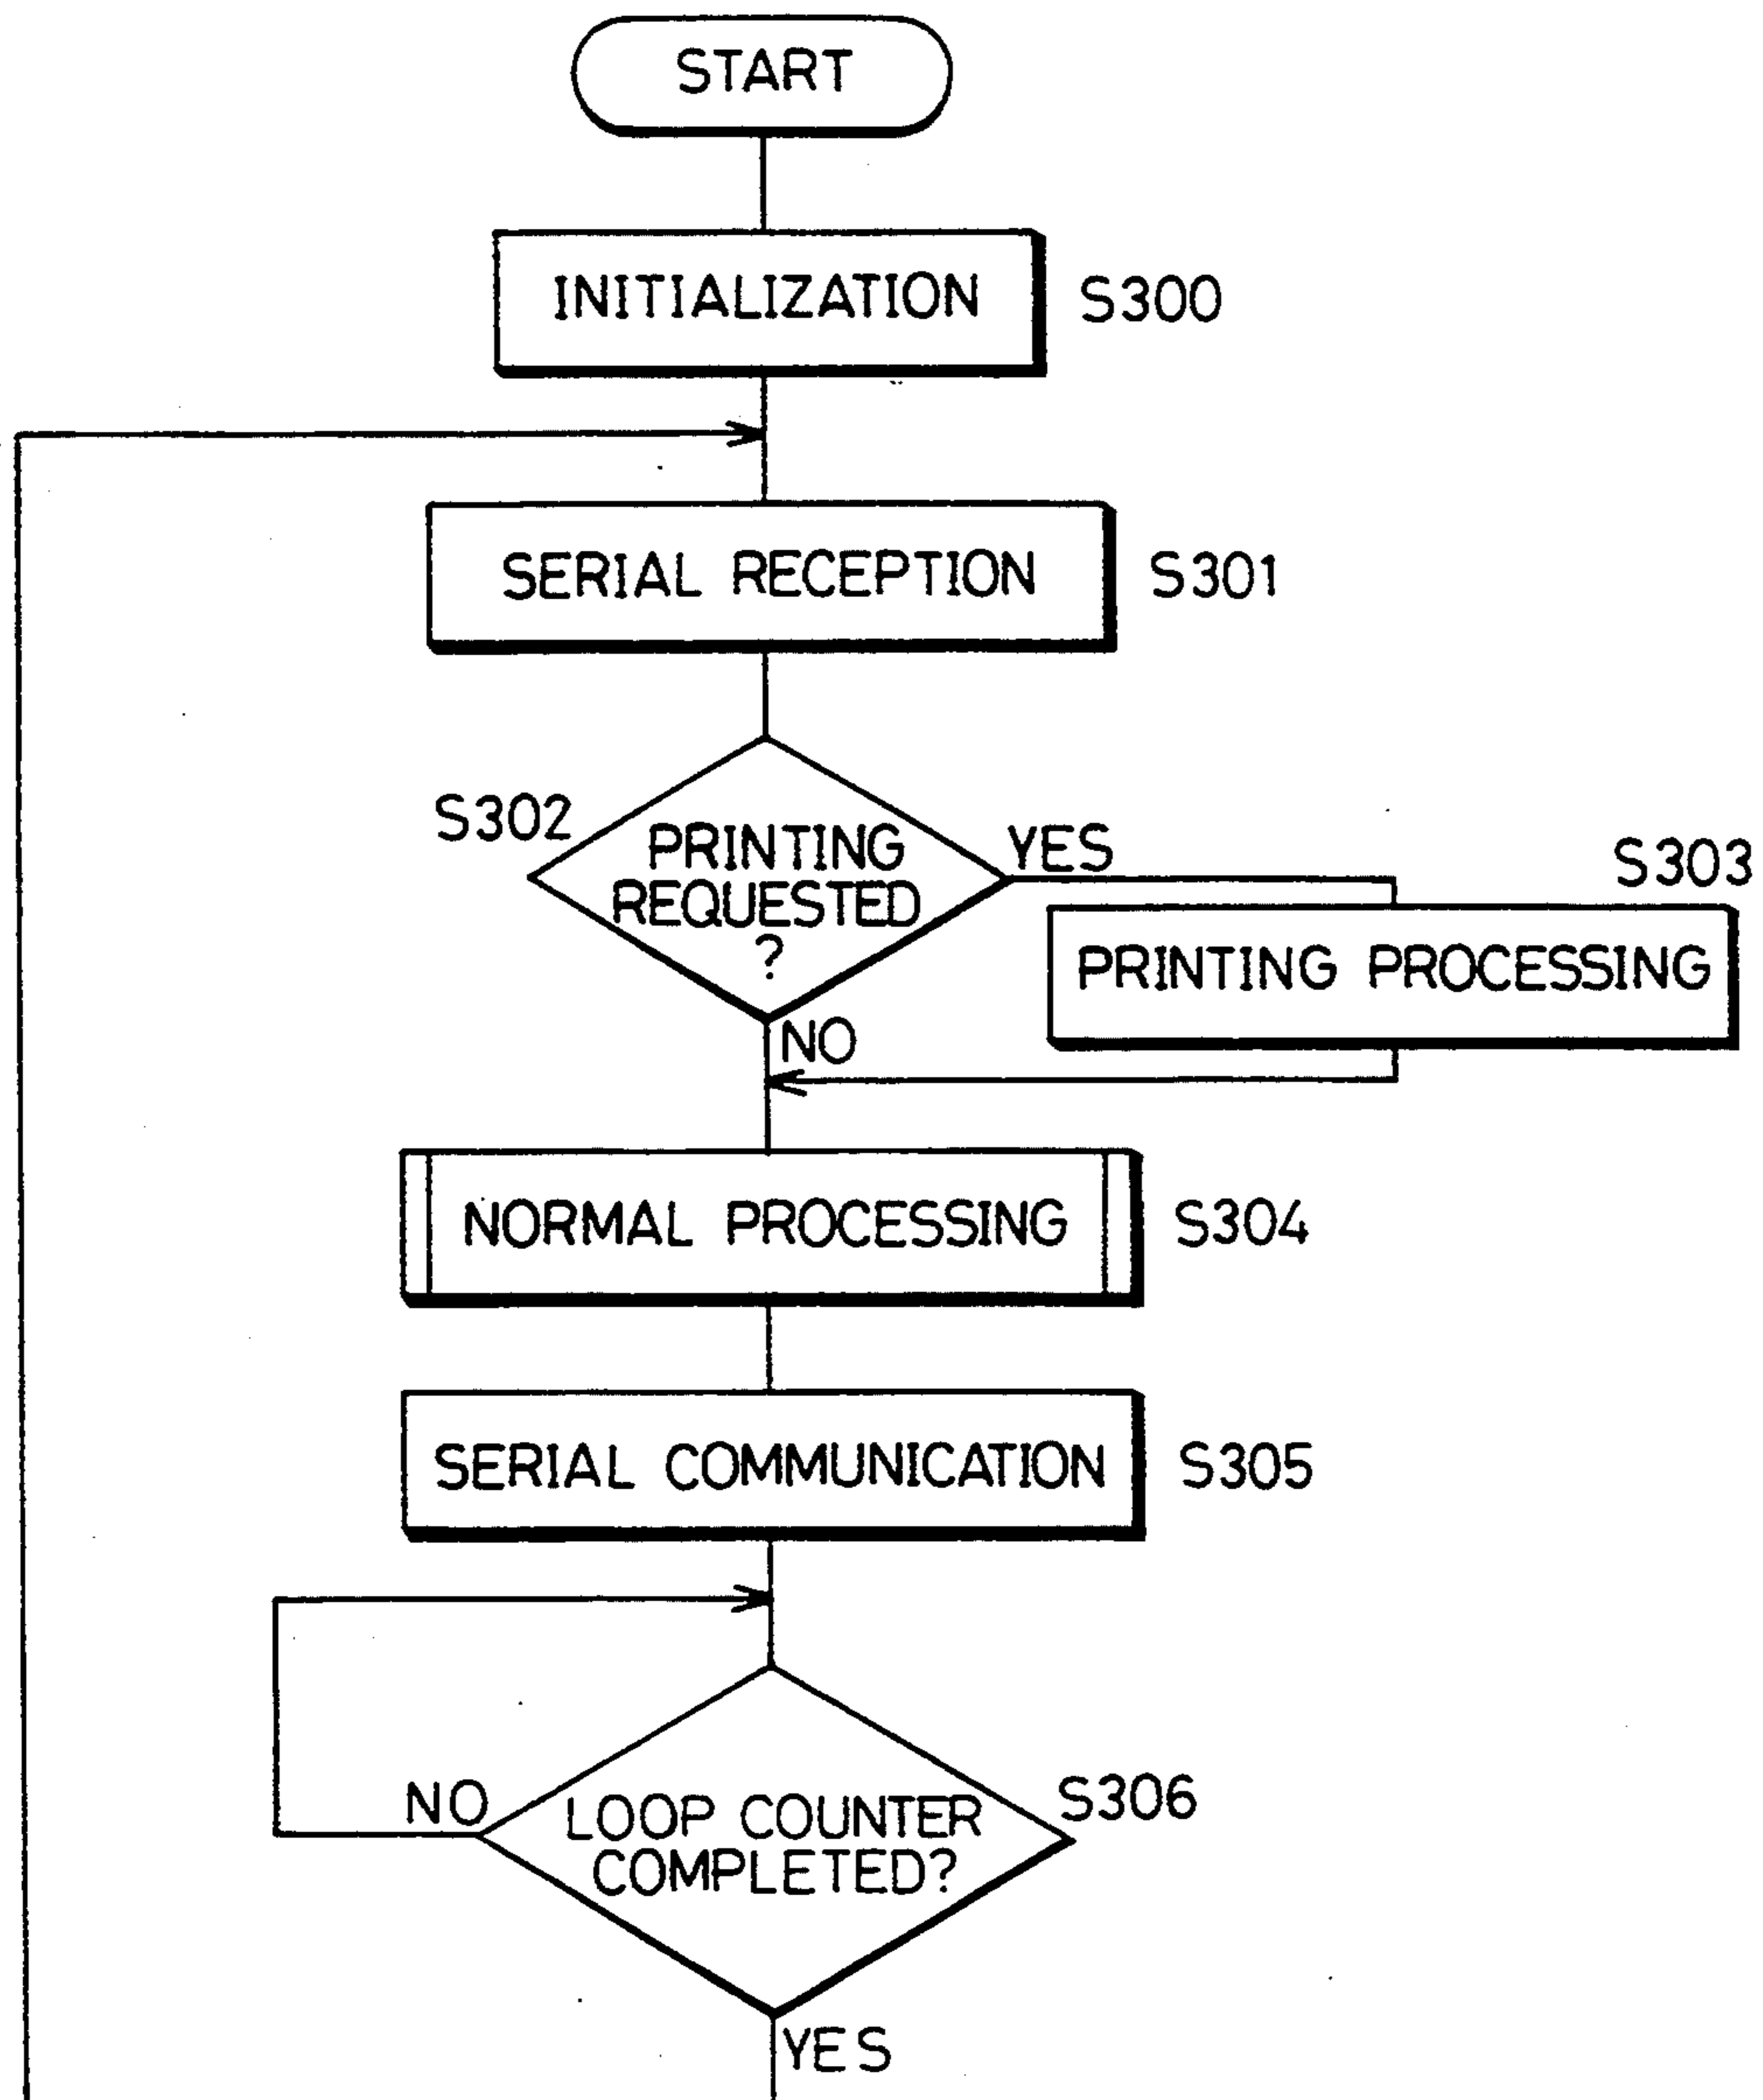 START
INITIALIZATION S300
SERIAL RECEPTION S301
S302
PRINTING
REQUESTED
?
YES
S303
PRINTING PROCESSING
NO
NORMAL PROCESSING S304
SERIAL COMMUNICATION S305
NO
LOOP COUNTER
COMPLETED?
S306
YES